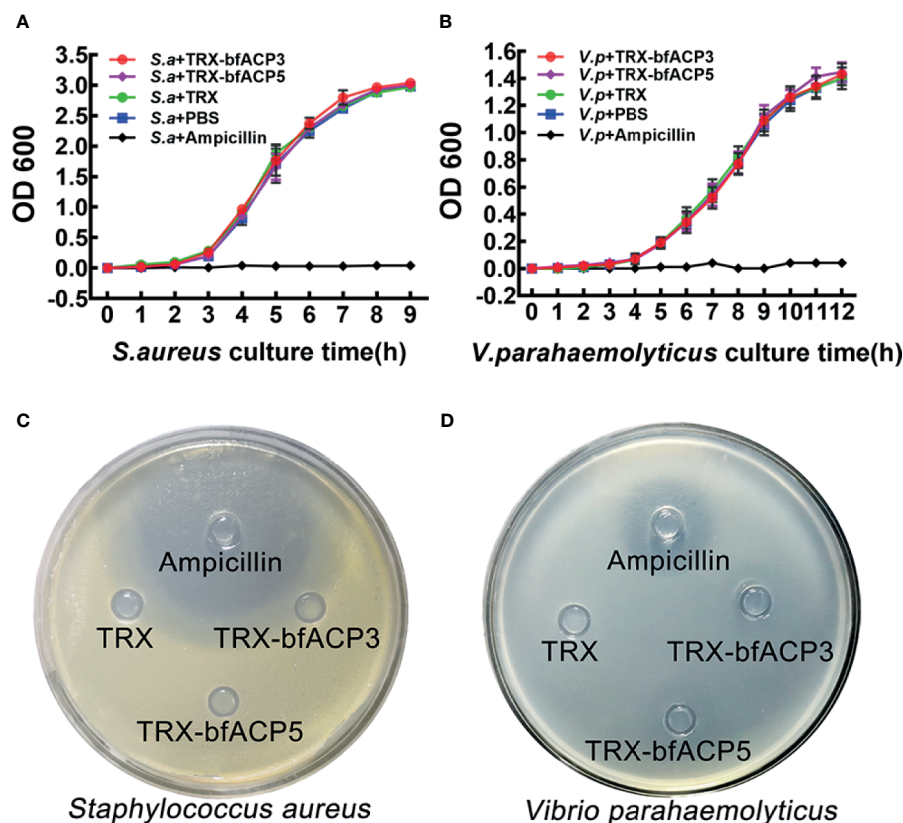 A
S.a+TRX-bfACP3
S.a+TRX-bfACP5
S.a+TRX
S.a+PBS
S.a+Ampicillin
OD 600
3.5
3.0
2.5
2.0
1.5
1.0
0.5
0.0
-0.5
0 1 2 3 4 5 6 7 8 9
S.aureus culture time(h)
B
V.p+TRX-bfACP3
V.p+TRX-bfACP5
V.p+TRX
V.p+PBS
V.p+Ampicillin
OD 600
1.6
1.4
1.2
1.0
0.8
0.6
0.4
0.2
0.0
-0.2
0 1 2 3 4 5 6 7 8 9 10 11 12
V.parahaemolyticus culture time(h)
C
Ampicillin
TRX TRX-bfACP3
TRX-bfACP5
Staphylococcus aureus
D
Ampicillin
TRX TRX-bfACP3
TRX-bfACP5
Vibrio parahaemolyticus